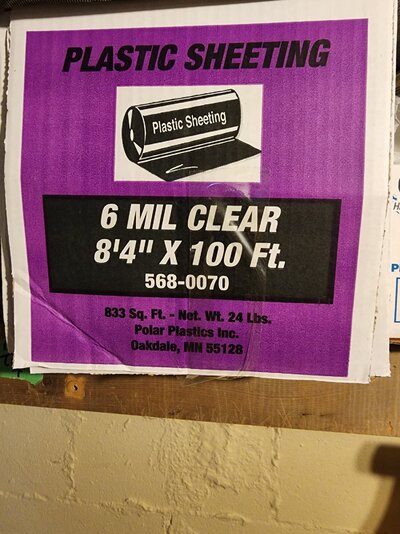 PLASTIC SHEETING
Plastic Sheeting
6 MIL CLEAR
8'4" X 100 Ft.
568-0070
833 Sq. Ft. - Net. Wt. 24 Lbs.
Polar Plastics Inc.
Oakdale, MN 55128